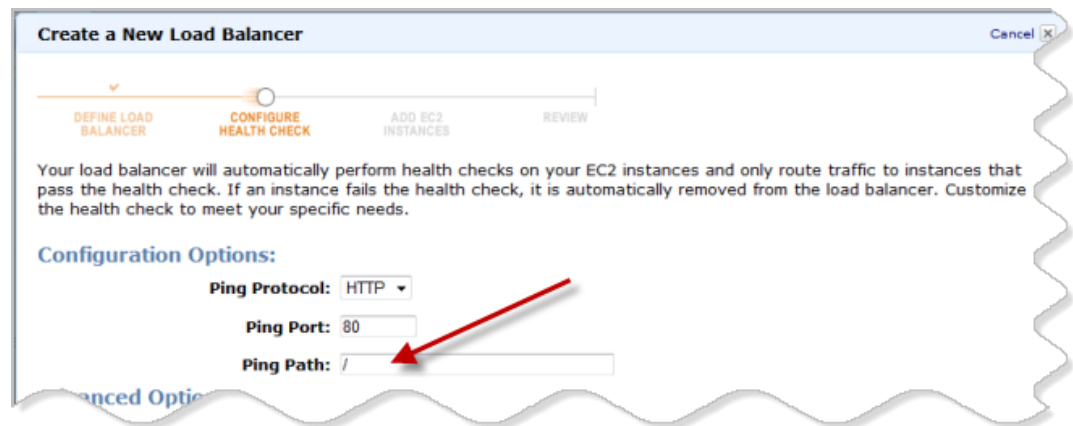 Create a New Load Balancer
Cancel
DEFINE LOAD
BALANCER
CONFIGURE
HEALTH CHECK
ADD EC2
INSTANCES
REVIEW
Your load balancer will automatically perform health checks on your EC2 instances and only route traffic to instances that
pass the health check. If an instance fails the health check, it is automatically removed from the load balancer. Customize
the health check to meet your specific needs.
Configuration Options:
Ping Protocol: HTTP
Ping Port: 80
Ping Path: /